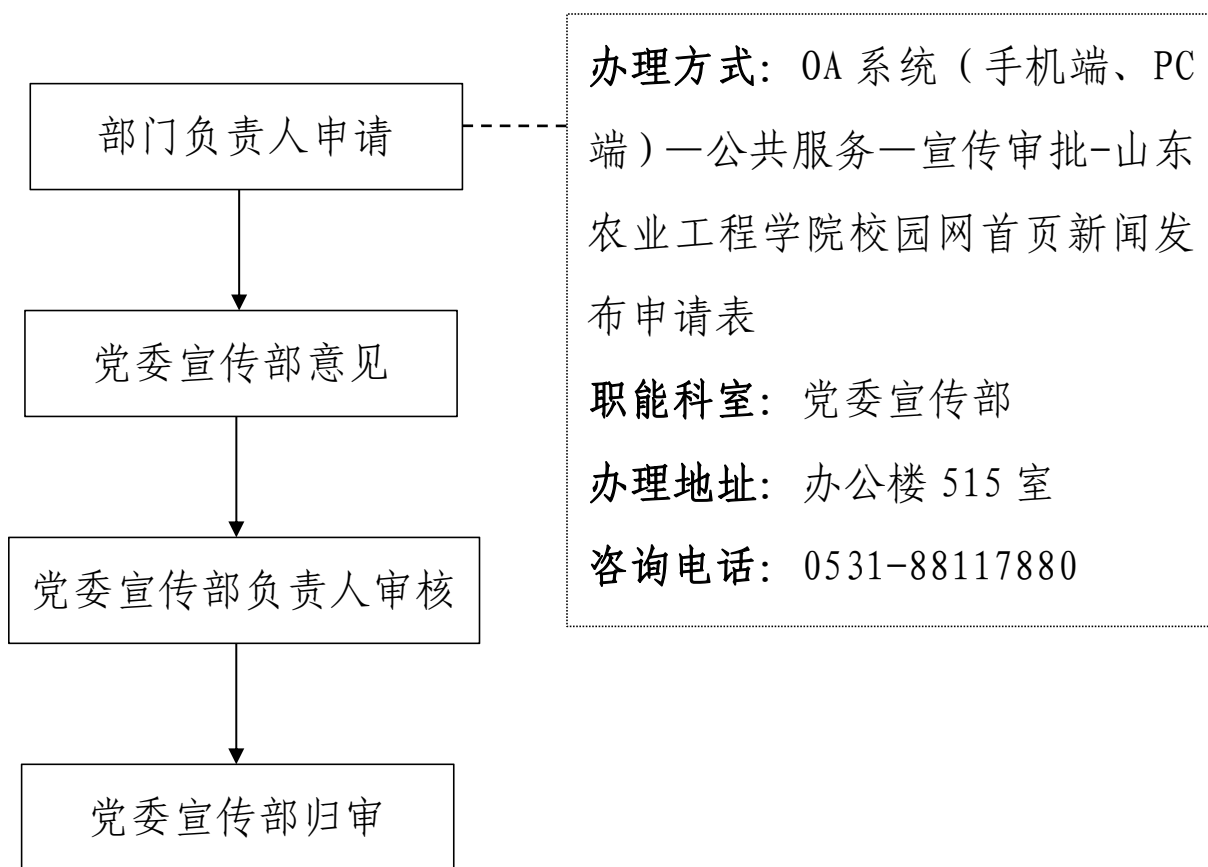 部门负责人申请
党委宣传部意见
党委宣传部负责人审核
党委宣传部归审
办理方式：OA系统（手机端、PC
端）—公共服务—宣传审批-山东
农业工程学院校园网首页新闻发
布申请表
职能科室：党委宣传部
办理地址：办公楼 515 室
咨询电话：0531-88117880